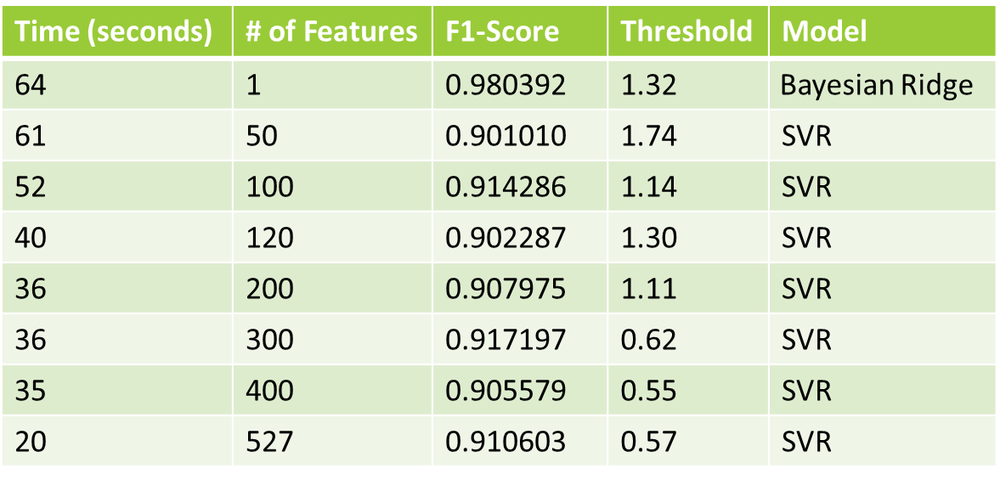 Time (seconds) # of Features F1-Score Threshold Model
64 1 0.980392 1.32 Bayesian Ridge
61 50 0.901010 1.74 SVR
52 100 0.914286 1.14 SVR
40 120 0.902287 1.30 SVR
36 200 0.907975 1.11 SVR
36 300 0.917197 0.62 SVR
35 400 0.905579 0.55 SVR
20 527 0.910603 0.57 SVR